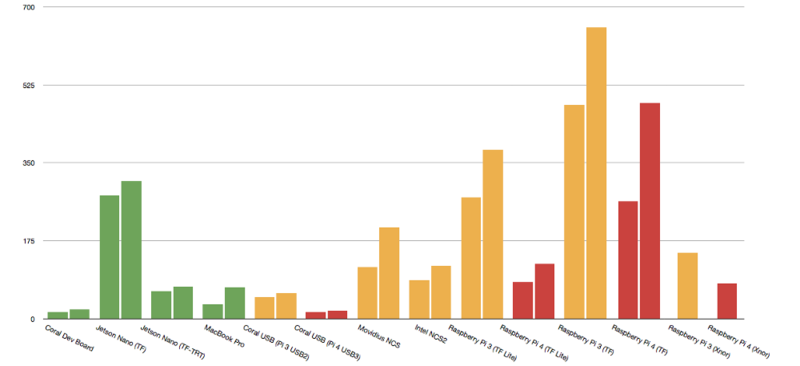 700
525
350
175
0
Coral Dev Board
Jetson Nano (TF)
Jetson Nano (TF-TRT)
MacBook Pro
Coral USB (Pi 3 USB2)
Coral USB (Pi 4 USB3)
Movidius NCS
Intel NCS2
Raspberry Pi 3 (TF Lite)
Raspberry Pi 4 (TF Lite)
Raspberry Pi 3 (TF)
Raspberry Pi 4 (TF)
Raspberry Pi 3 (Xnor)
Raspberry Pi 4 (Xnor)